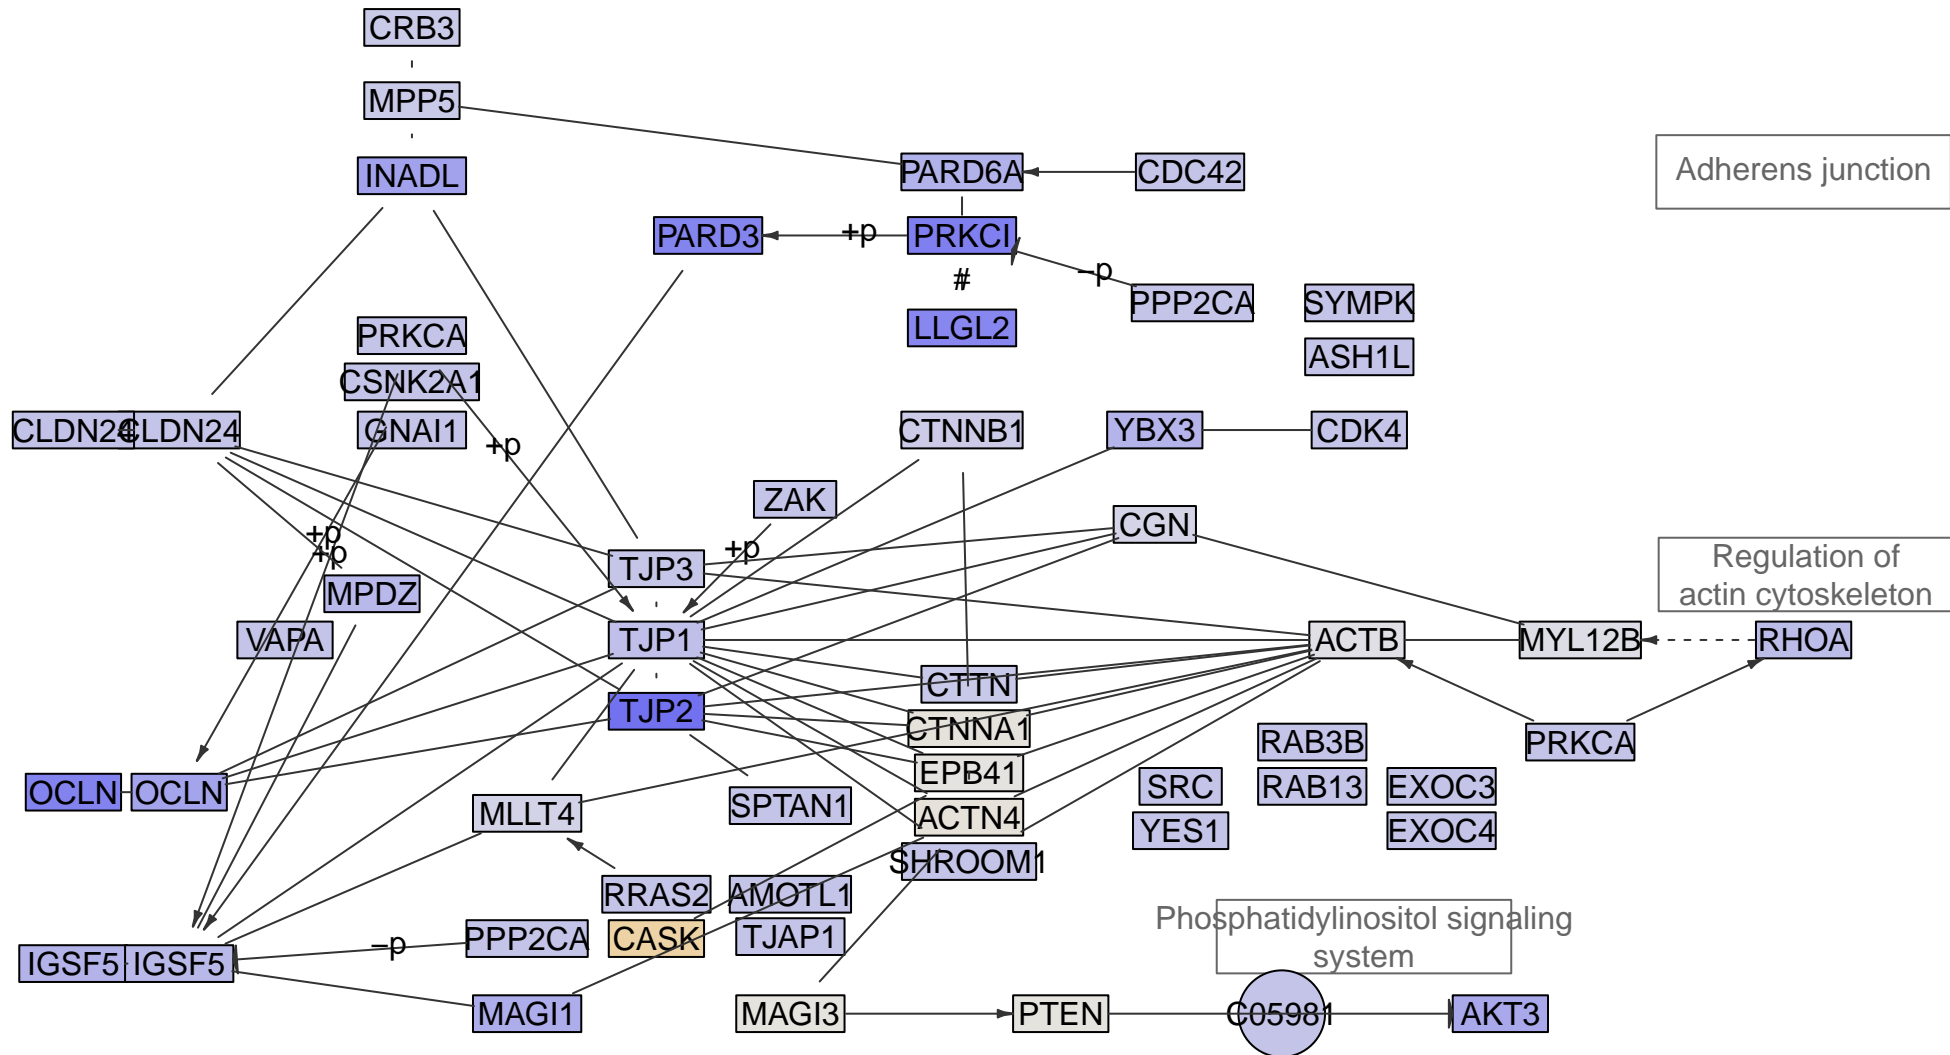 CRB3
MPP5
INADL
PARD6A
CDC42
Adherens junction
PARD3
+p
PRKCI
−p
#
PPP2CA
SYMPK
LLGL2
PRKCA
ASH1L
CSNK2A1
CLDN24
CLDN24
GNAI1
+p
CTNNB1
YBX3
CDK4
ZAK
CGN
+p
+p
+p
TJP3
MPDZ
Regulation of
actin cytoskeleton
VAPA
TJP1
ACTB
MYL12B
RHOA
CTTN
TJP2
CTNNA1
RAB3B
PRKCA
EPB41
OCLN
OCLN
SRC
RAB13
EXOC3
MLLT4
SPTAN1
ACTN4
YES1
EXOC4
SHROOM1
RRAS2
AMOTL1
Phosphatidylinositol signaling
system
PPP2CA
CASK
TJAP1
−p
IGSF5
IGSF5
MAGI1
MAGI3
PTEN
C05981
AKT3